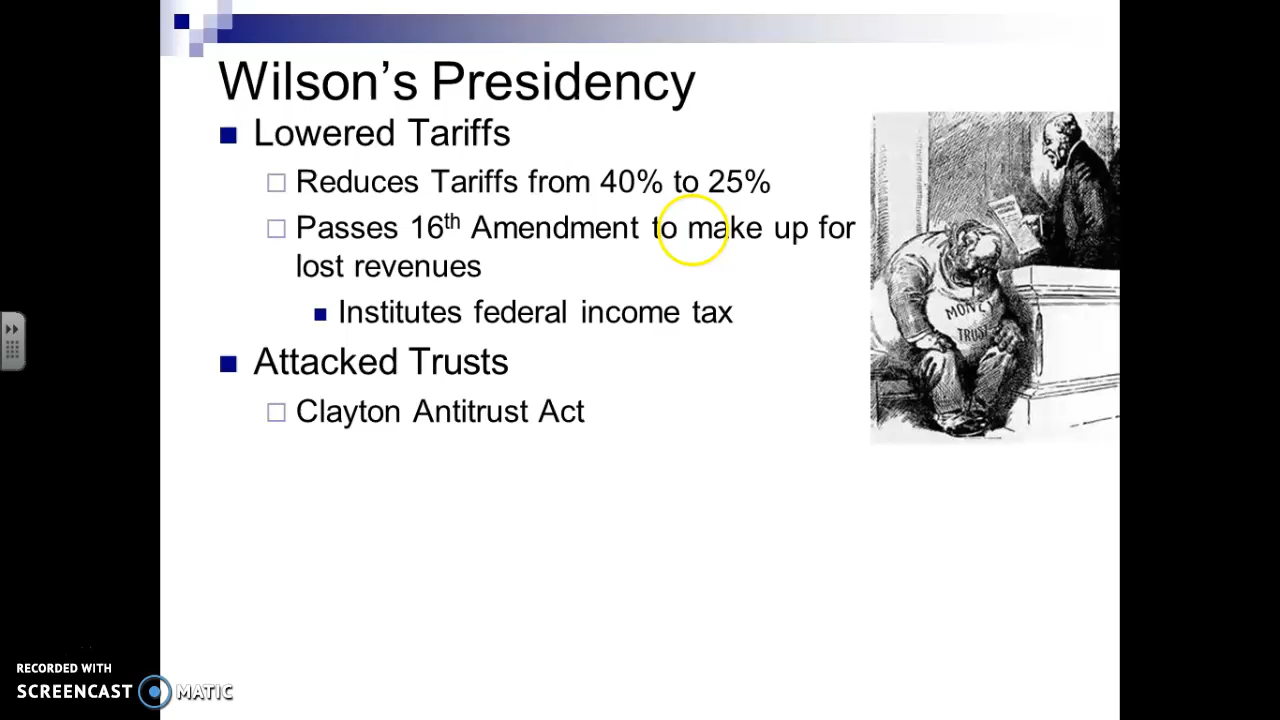 Wilson's Presidency
Lowered Tariffs
Reduces Tariffs from 40% to 25%
Passes 16th Amendment to make up for
lost revenues
Institutes federal income tax
Attacked Trusts
Clayton Antitrust Act
MONEY
TRUST
RECORDED WITH
SCREENCAST MATIC